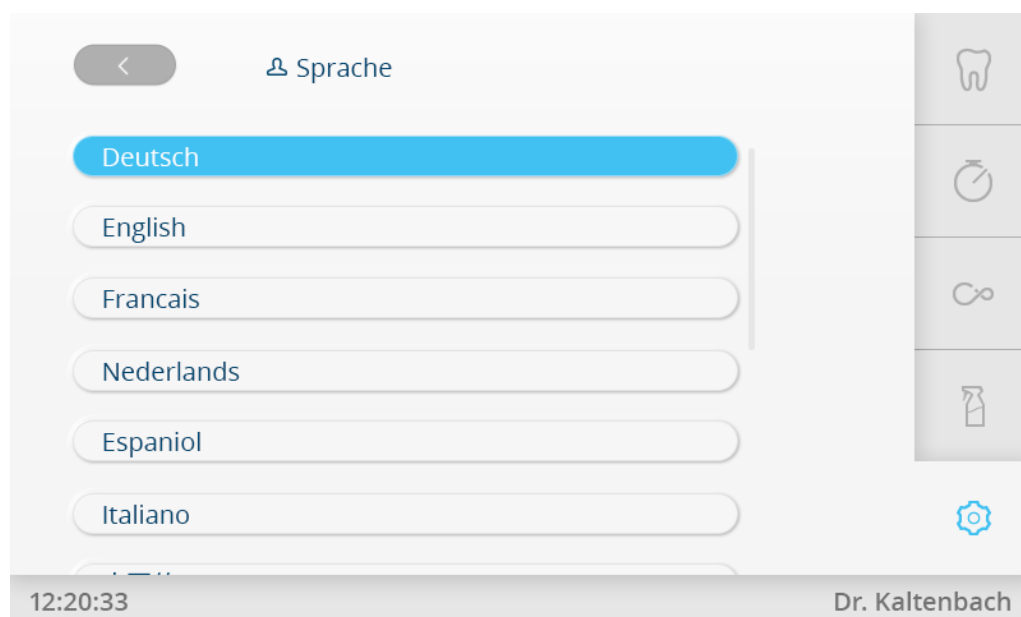 Sprache
Deutsch
English
Francais
Nederlands
Espaniol
Italiano
12:20:33
Dr. Kaltenbach